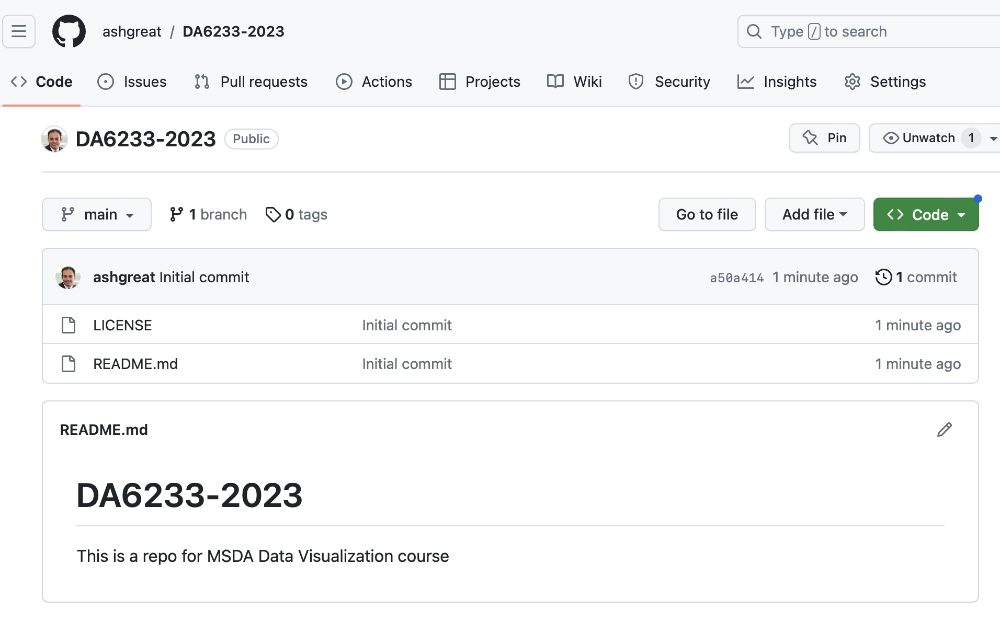 ashgreat / DA6233-2023
Type / to search
Code Issues Pull requests Actions Projects Wiki Security Insights Settings
DA6233-2023 Public
Pin Unwatch 1
main 1 branch 0 tags
Go to file Add file Code
ashgreat Initial commit a50a414 1 minute ago 1 commit
LICENSE Initial commit 1 minute ago
README.md Initial commit 1 minute ago
README.md
DA6233-2023
This is a repo for MSDA Data Visualization course